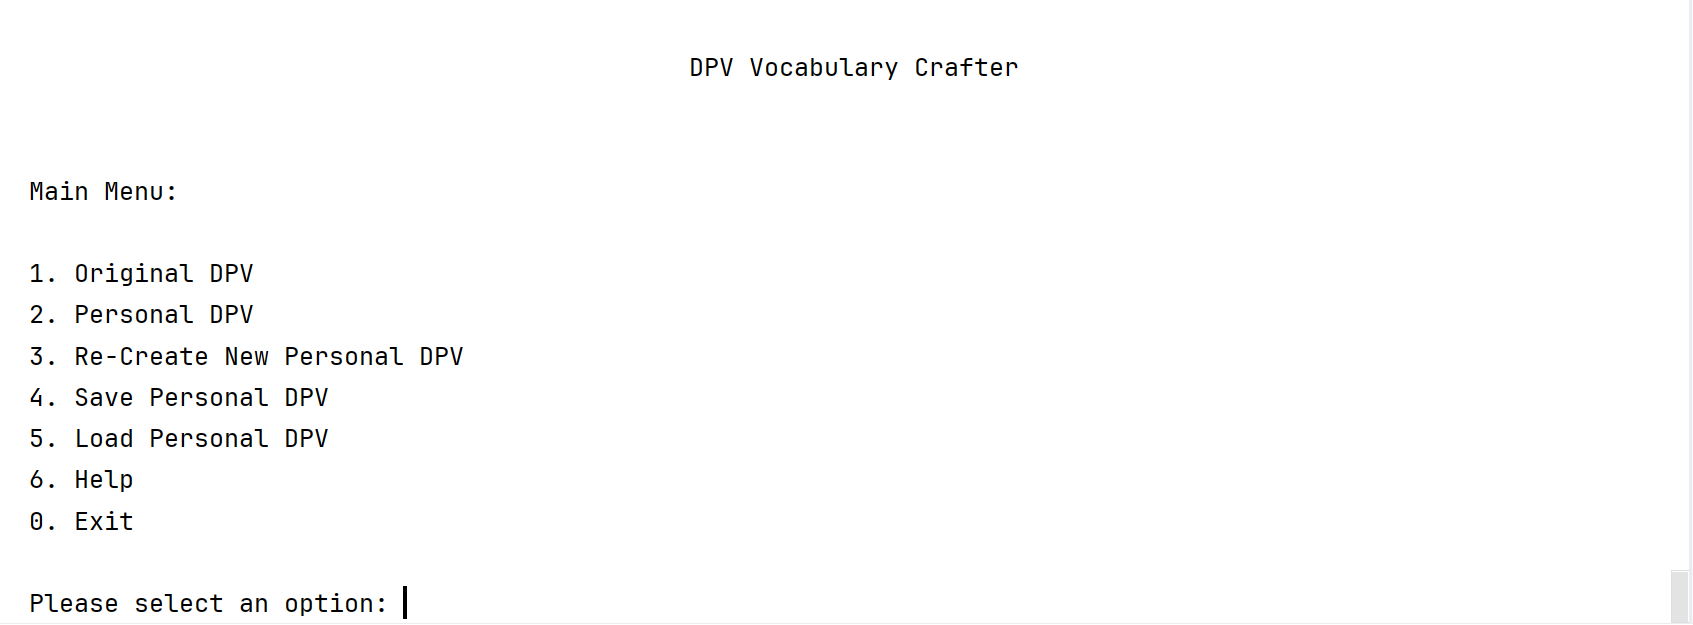 DPV Vocabulary Crafter
Main Menu:
1. Original DPV
2. Personal DPV
3. Re-Create New Personal DPV
4. Save Personal DPV
5. Load Personal DPV
6. Help
0. Exit
Please select an option: